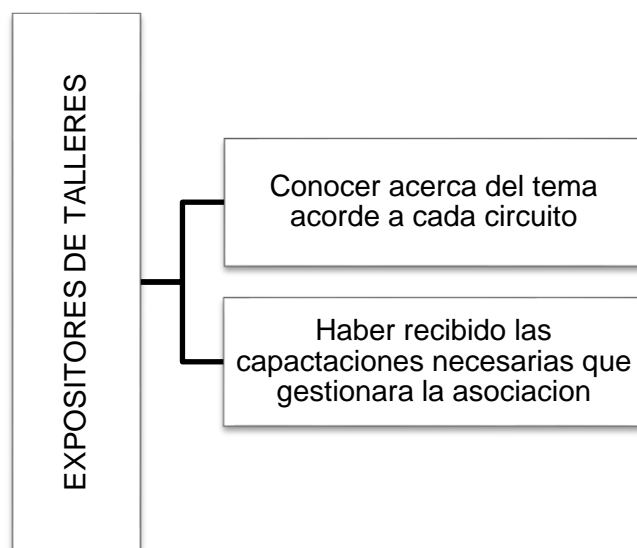 EXPOSITORES DE TALLERES
Conocer acerca del tema
acorde a cada circuito
Haber recibido las
capactaciones necesarias que
gestionara la asociacion